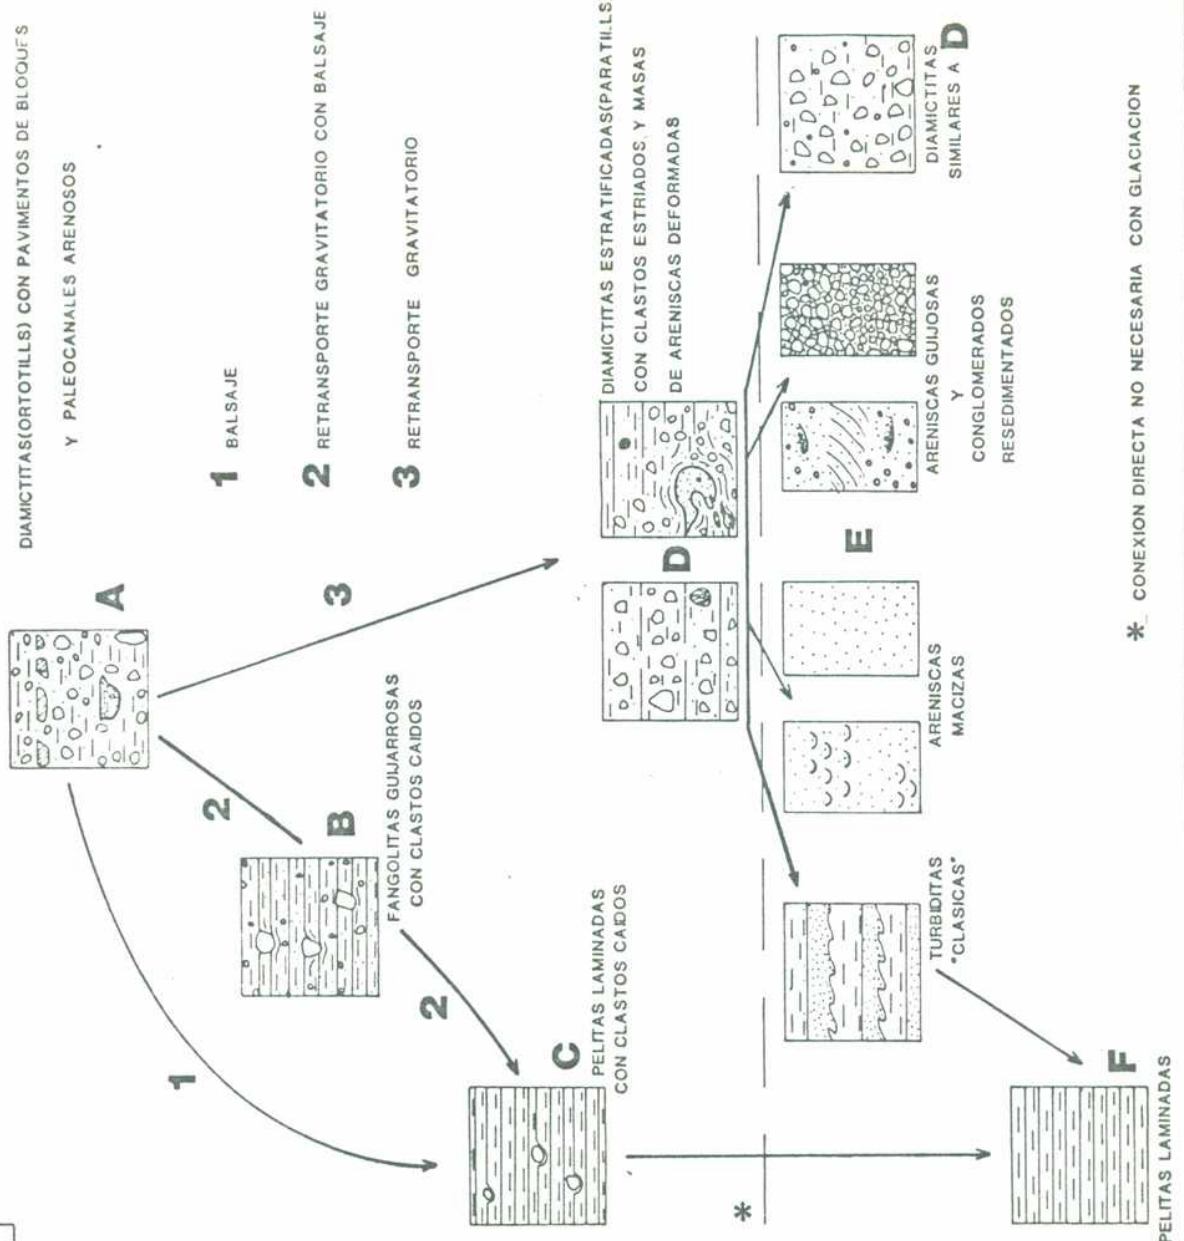 DIAMICTITAS(ORTOTILLS) CON PAVIMENTOS DE BLOQUES
Y PALEOCANALES ARENOSOS
A
1 BALSAJE
2 RETRANSPORTE GRAVITATORIO CON BALSAJE
3 RETRANSPORTE GRAVITATORIO
1
2
3
B
FANGOLITAS GUIJARROSAS
CON CLASTOS CAIDOS
2
C
PELITAS LAMINADAS
CON CLASTOS CAIDOS
D
DIAMICTITAS ESTRATIFICADAS(PARATILLS
CON CLASTOS ESTRIADOS, Y MASAS
DE ARENISCAS DEFORMADAS
*
TURBIDITAS
"CLASICAS"
ARENISCAS
MACIZAS
E
ARENISCAS GUIJOSAS
Y
CONGLOMERADOS
RESEDIMENTADOS
DIAMICTITAS
SIMILARES A D
F
PELITAS LAMINADAS
*_ CONEXION DIRECTA NO NECESARIA CON GLACIACION